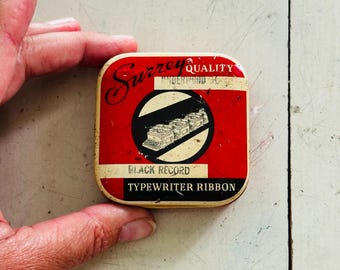 Surrey
QUALITY
UNDERWOOD
BLACK RECORD
TYPEWRITER RIBBON